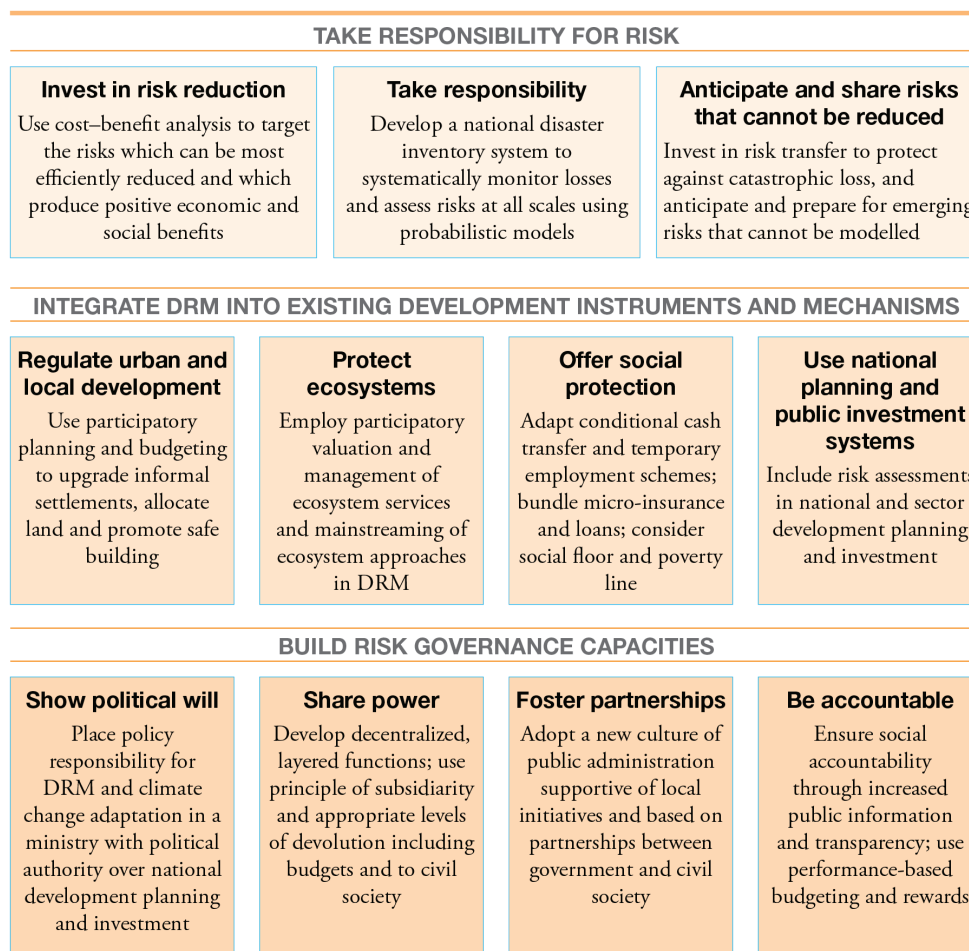 TAKE RESPONSIBILITY FOR RISK
Invest in risk reduction
Use cost–benefit analysis to target
the risks which can be most
efficiently reduced and which
produce positive economic and
social benefits
Take responsibility
Develop a national disaster
inventory system to
systematically monitor losses
and assess risks at all scales using
probabilistic models
Anticipate and share risks
that cannot be reduced
Invest in risk transfer to protect
against catastrophic loss, and
anticipate and prepare for emerging
risks that cannot be modelled
INTEGRATE DRM INTO EXISTING DEVELOPMENT INSTRUMENTS AND MECHANISMS
Regulate urban and
local development
Use participatory
planning and budgeting
to upgrade informal
settlements, allocate
land and promote safe
building
Protect
ecosystems
Employ participatory
valuation and
management of
ecosystem services
and mainstreaming of
ecosystem approaches
in DRM
Offer social
protection
Adapt conditional cash
transfer and temporary
employment schemes;
bundle micro-insurance
and loans; consider
social floor and poverty
line
Use national
planning and
public investment
systems
Include risk assessments
in national and sector
development planning
and investment
BUILD RISK GOVERNANCE CAPACITIES
Show political will
Place policy
responsibility for
DRM and climate
change adaptation in a
ministry with political
authority over national
development planning
and investment
Share power
Develop decentralized,
layered functions; use
principle of subsidiarity
and appropriate levels
of devolution including
budgets and to civil
society
Foster partnerships
Adopt a new culture of
public administration
supportive of local
initiatives and based on
partnerships between
government and civil
society
Be accountable
Ensure social
accountability
through increased
public information
and transparency; use
performance-based
budgeting and rewards